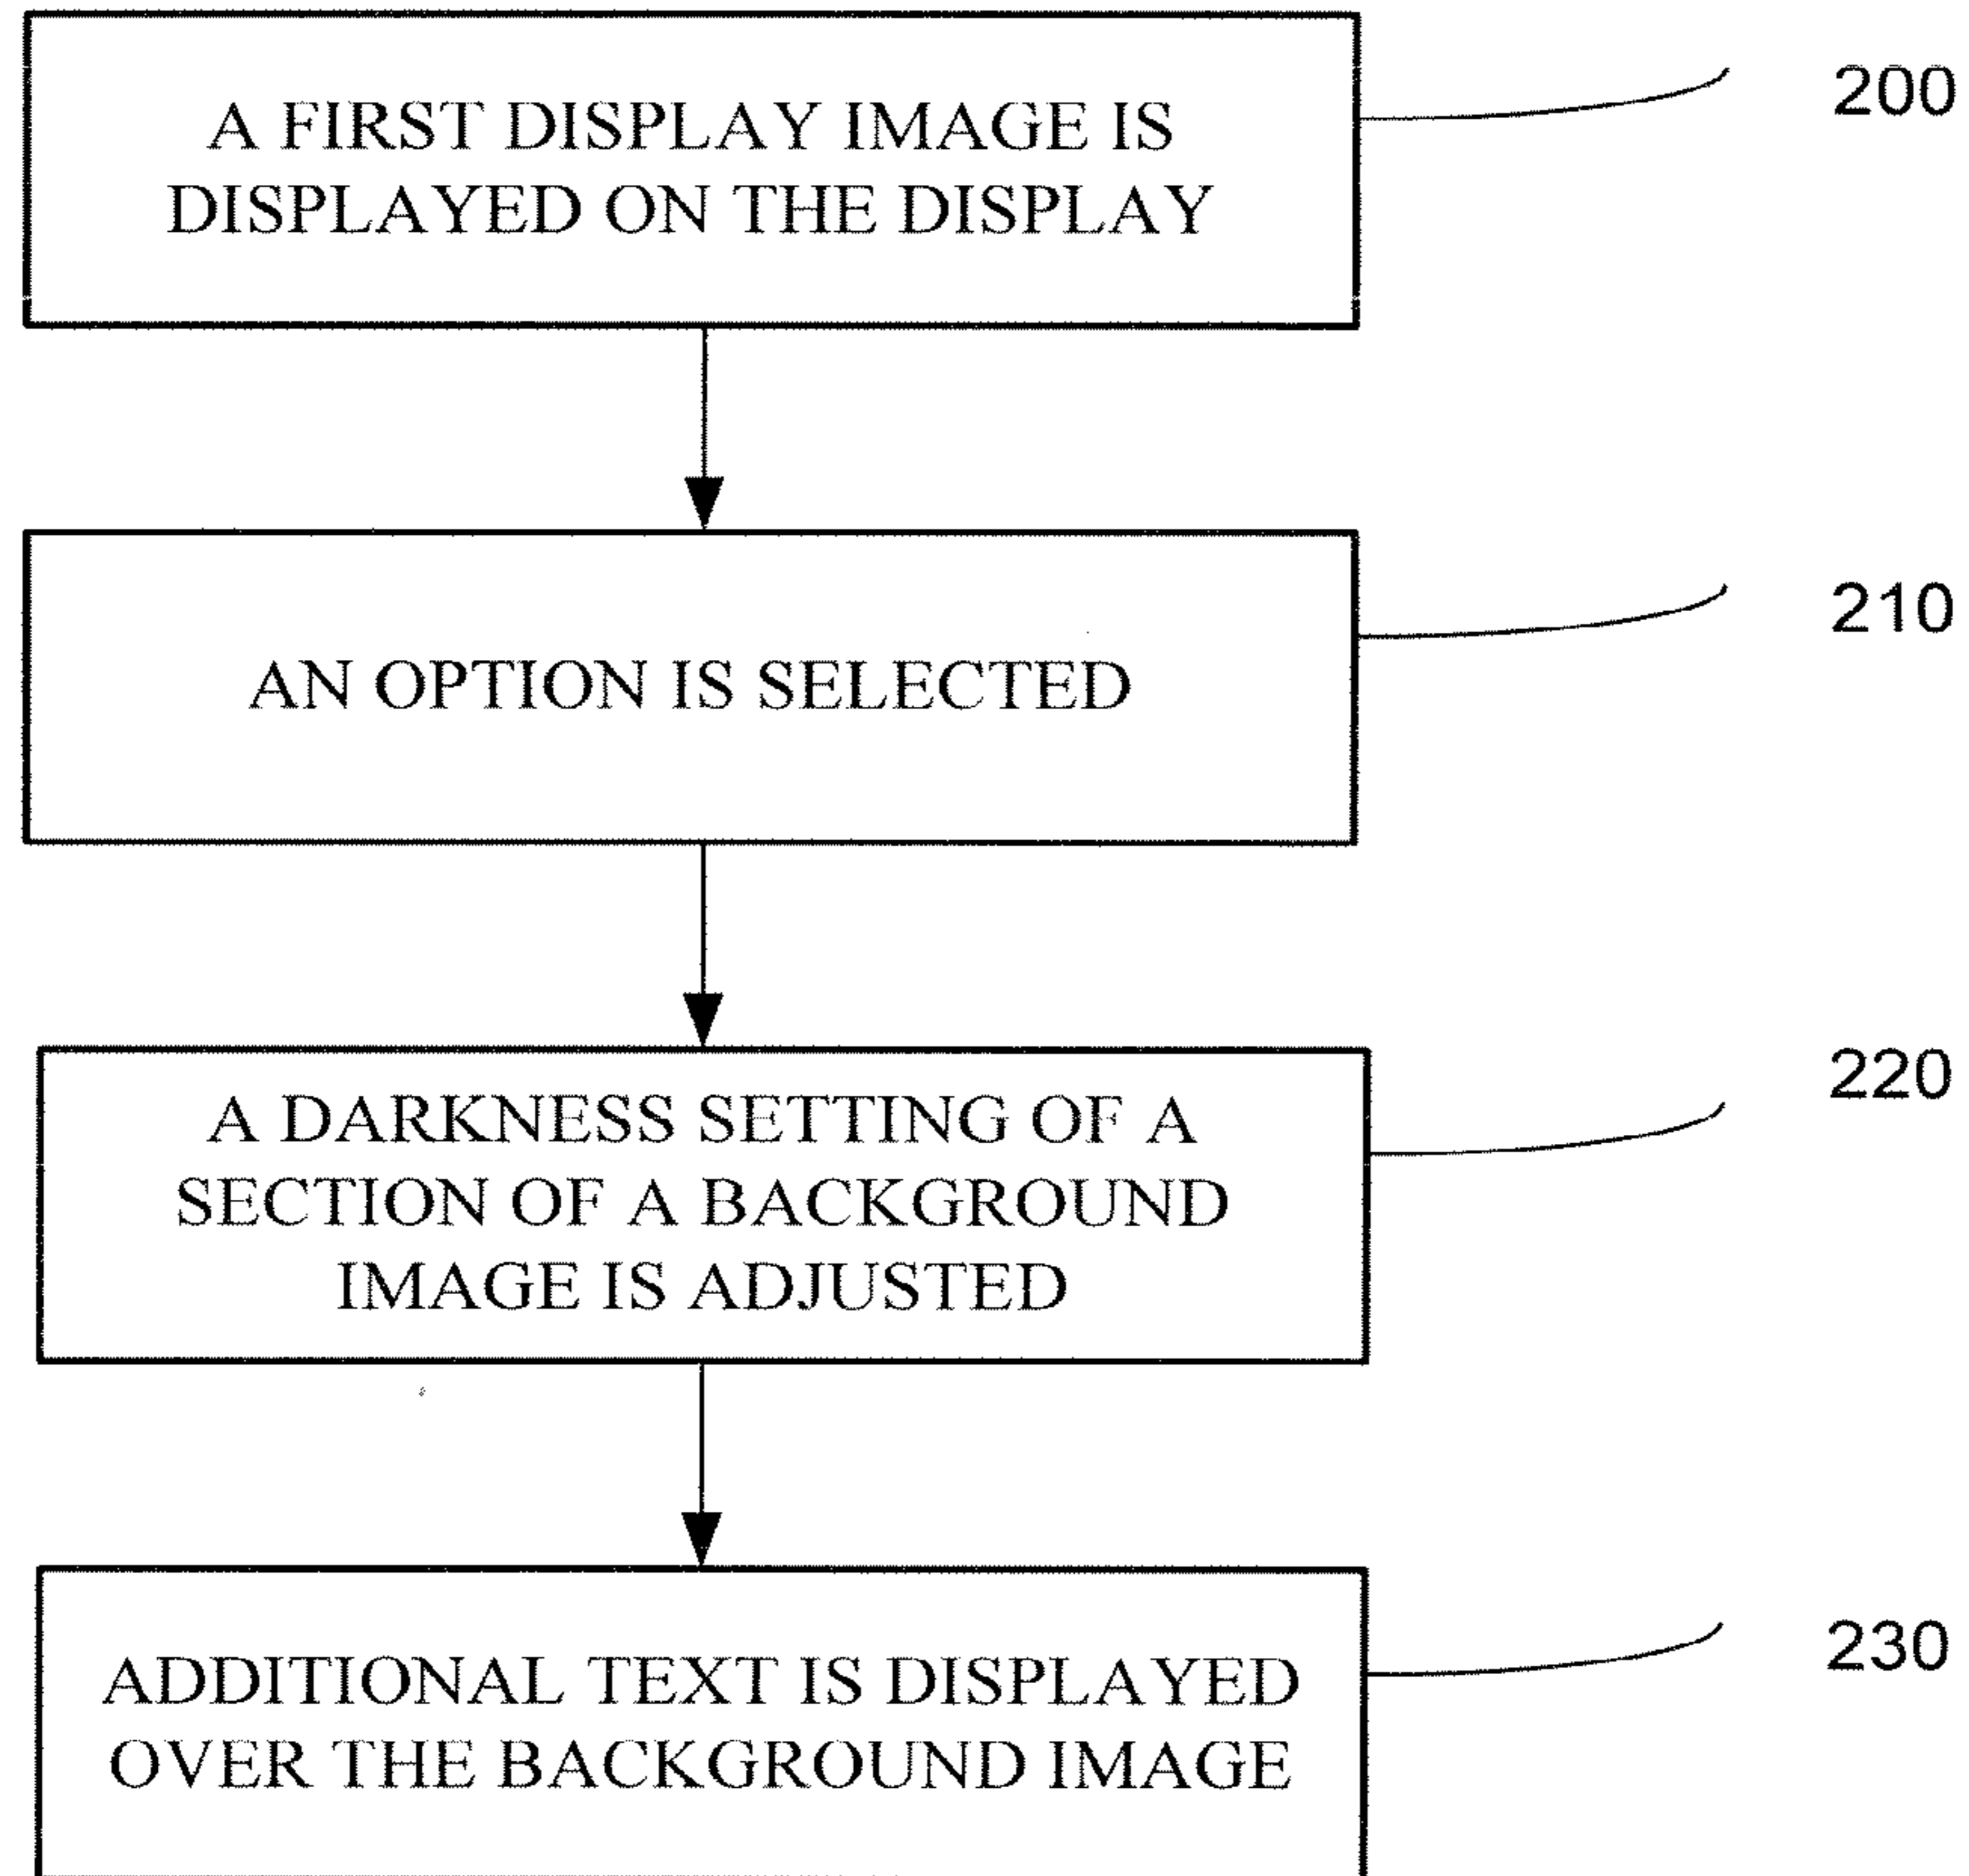 A FIRST DISPLAY IMAGE IS
DISPLAYED ON THE DISPLAY
200
AN OPTION IS SELECTED
210
A DARKNESS SETTING OF A
SECTION OF A BACKGROUND
IMAGE IS ADJUSTED
220
ADDITIONAL TEXT IS DISPLAYED
OVER THE BACKGROUND IMAGE
230